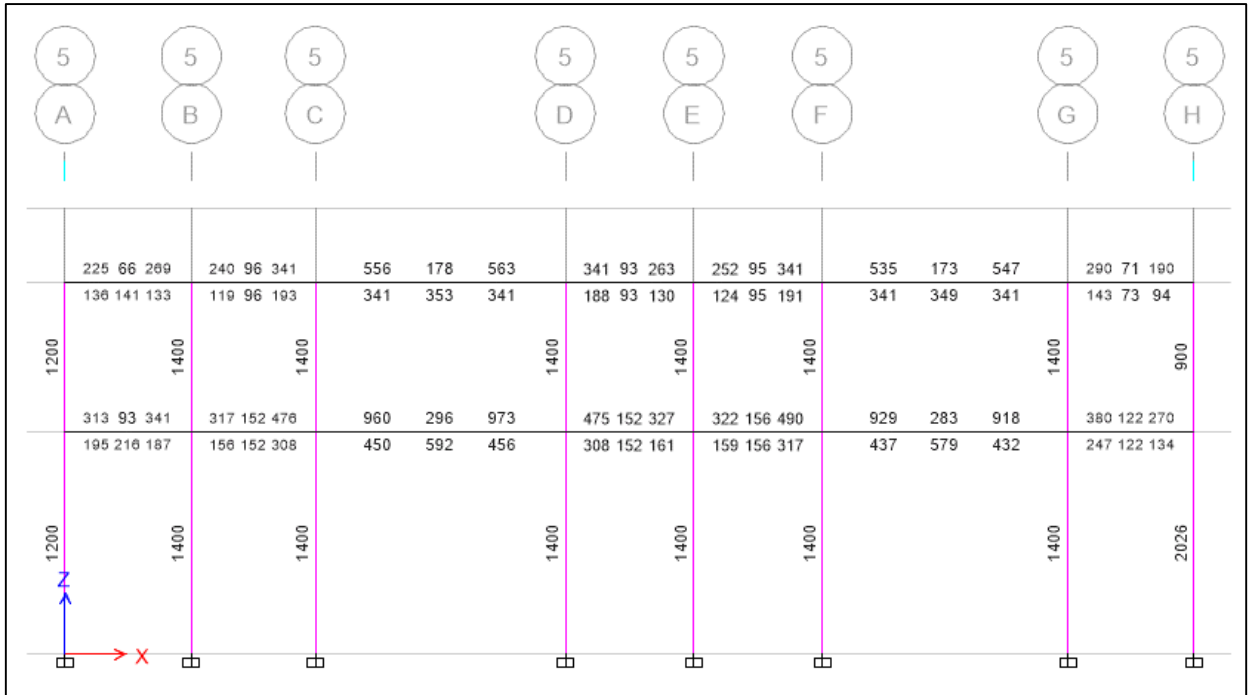 5 5 5 5 5 5 5 5
A B C D E F G H
225 66 269 240 96 341 556 178 563 341 93 263 252 95 341 535 173 547 290 71 190
136 141 133 119 96 193 341 353 341 188 93 130 124 95 191 341 349 341 143 73 94
1200 1400 1400 1400 1400 1400 1400 900
313 93 341 317 152 476 960 296 973 475 152 327 322 156 490 929 283 918 380 122 270
195 216 187 156 152 308 450 592 456 308 152 161 159 156 317 437 579 432 247 122 134
1200 1400 1400 1400 1400 1400 1400 2026
Z
X